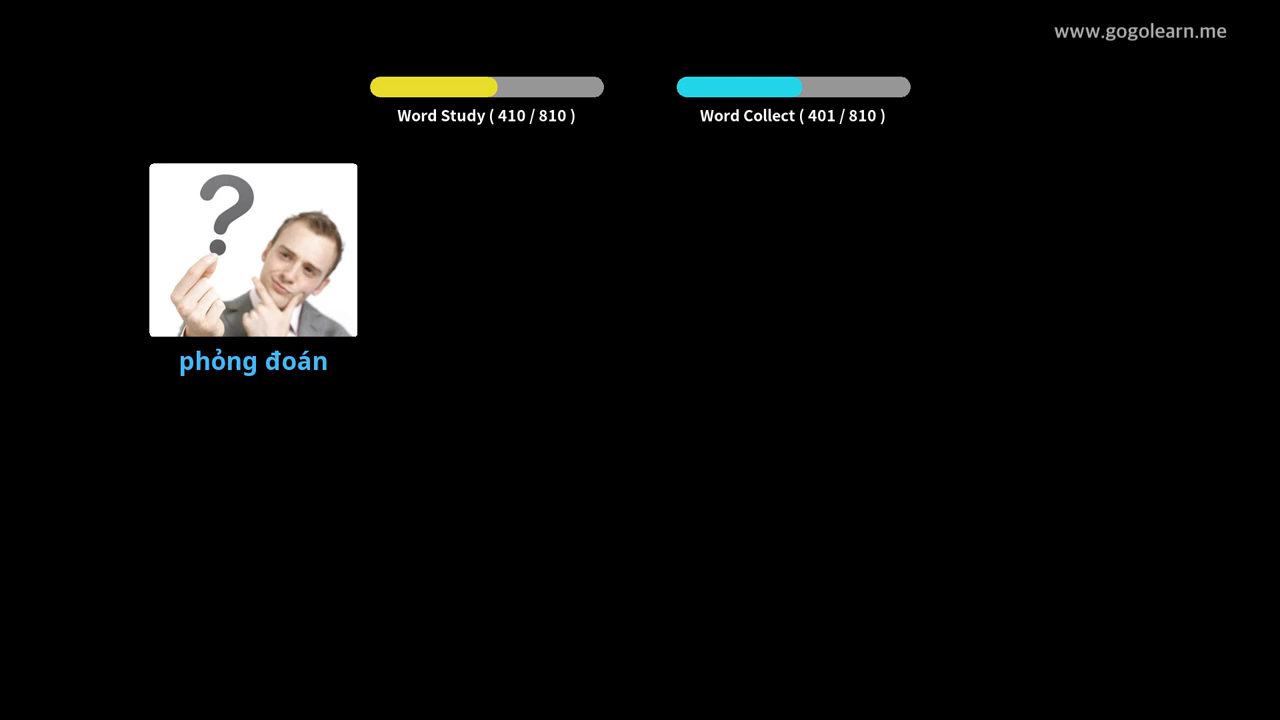 www.gogolearn.me
Word Study ( 410 / 810 )
Word Collect ( 401 / 810 )
?
phỏng đoán